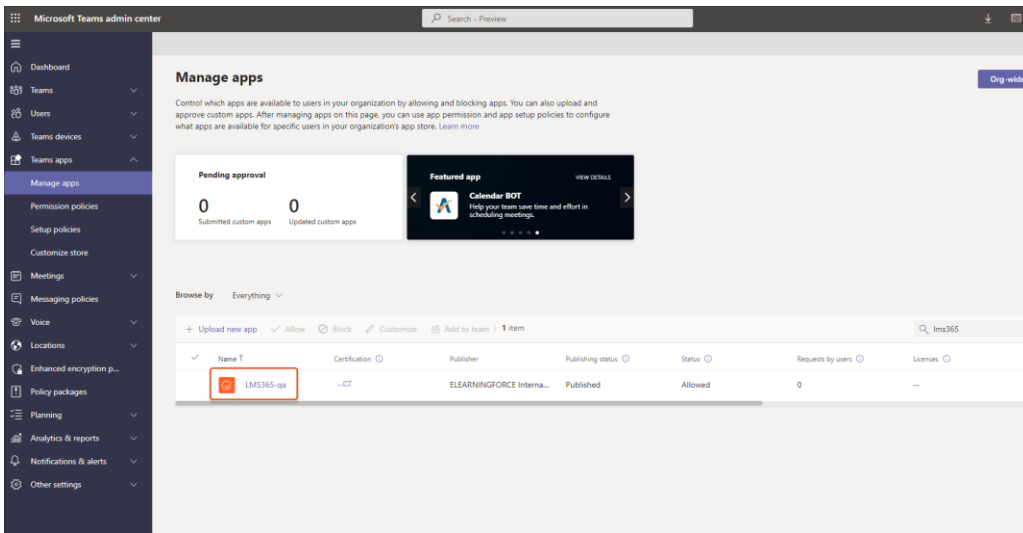 Microsoft Teams admin center
Search - Preview
Dashboard
Teams
Users
Teams devices
Teams apps
Manage apps
Permission policies
Setup policies
Customize store
Meetings
Messaging policies
Voice
Locations
Enhanced encryption p...
Policy packages
Planning
Analytics & reports
Notifications & alerts
Other settings
Manage apps
Org-wide
Control which apps are available to users in your organization by allowing and blocking apps. You can also upload and
approve custom apps. After managing apps on this page, you can use app permission and app setup policies to configure
what apps are available for specific users in your organization's app store. Learn more
Pending approval
0 0
Submitted custom apps Updated custom apps
Featured app VIEW DETAILS
Calendar BOT
Help your team save time and effort in
scheduling meetings.
Browse by Everything
+ Upload new app Allow Block Customize Add to team 1 item lms365
Name ↑ Certification Publisher Publishing status Status Requests by users Licenses
LMS365-qa ELEARNINGFORCE Interna... Published Allowed 0 --